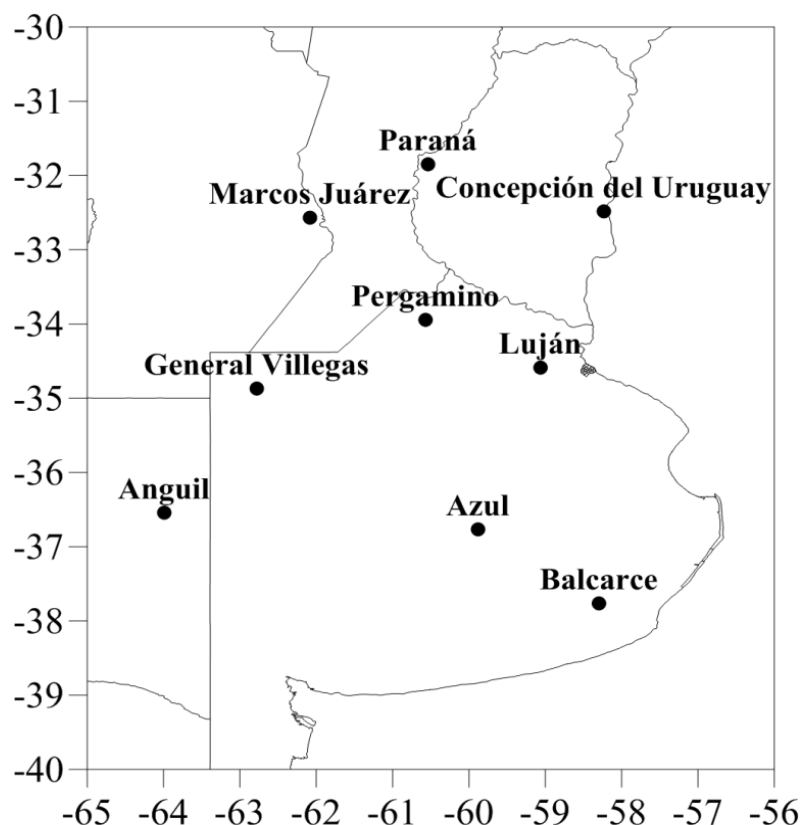 -30
-31
-32
-33
-34
-35
-36
-37
-38
-39
-40
Paraná
Marcos Juárez
Concepción del Uruguay
Pergamino
Luján
General Villegas
Anguil
Azul
Balcarce
-65 -64 -63 -62 -61 -60 -59 -58 -57 -56